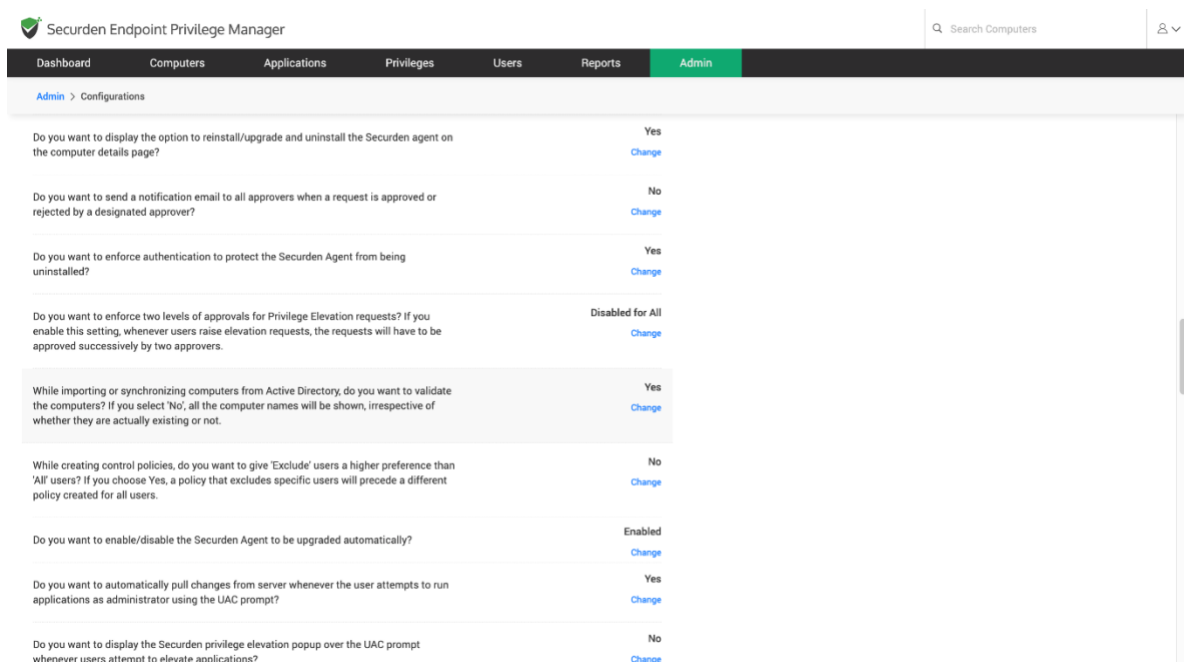 Securden Endpoint Privilege Manager
Search Computers
Dashboard Computers Applications Privileges Users Reports Admin
Admin > Configurations
Do you want to display the option to reinstall/upgrade and uninstall the Securden agent on
the computer details page?
Yes
Change
Do you want to send a notification email to all approvers when a request is approved or
rejected by a designated approver?
No
Change
Do you want to enforce authentication to protect the Securden Agent from being
uninstalled?
Yes
Change
Do you want to enforce two levels of approvals for Privilege Elevation requests? If you
enable this setting, whenever users raise elevation requests, the requests will have to be
approved successively by two approvers.
Disabled for All
Change
While importing or synchronizing computers from Active Directory, do you want to validate
the computers? If you select 'No', all the computer names will be shown, irrespective of
whether they are actually existing or not.
Yes
Change
While creating control policies, do you want to give 'Exclude' users a higher preference than
'All' users? If you choose Yes, a policy that excludes specific users will precede a different
policy created for all users.
No
Change
Do you want to enable/disable the Securden Agent to be upgraded automatically?
Enabled
Change
Do you want to automatically pull changes from server whenever the user attempts to run
applications as administrator using the UAC prompt?
Yes
Change
Do you want to display the Securden privilege elevation popup over the UAC prompt
whenever users attempt to elevate applications?
No
Change